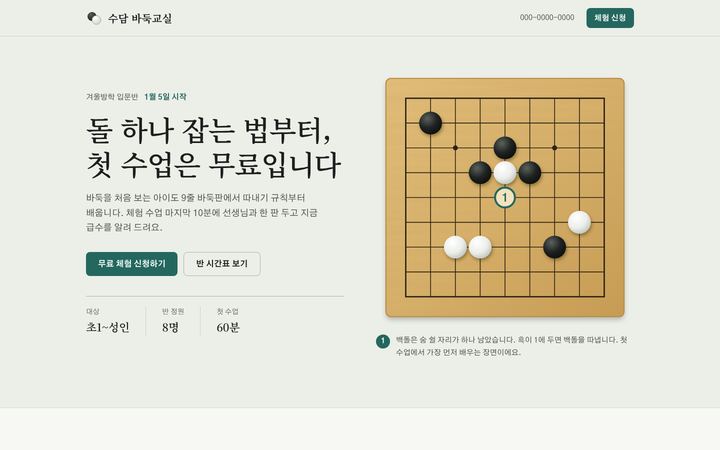 수담 바둑교실
000-0000-0000
체험 신청
겨울방학 입문반 1월 5일 시작
돌 하나 잡는 법부터,
첫 수업은 무료입니다
바둑을 처음 보는 아이도 9줄 바둑판에서 따내기 규칙부터
배웁니다. 체험 수업 마지막 10분에 선생님과 한 판 두고 지금
급수를 알려 드려요.
무료 체험 신청하기
반 시간표 보기
대상
초1~성인
반 정원
8명
첫 수업
60분
1
1
백돌은 숨 쉴 자리가 하나 남았습니다. 흑이 1에 두면 백돌을 따냅니다. 첫
수업에서 가장 먼저 배우는 장면이에요.